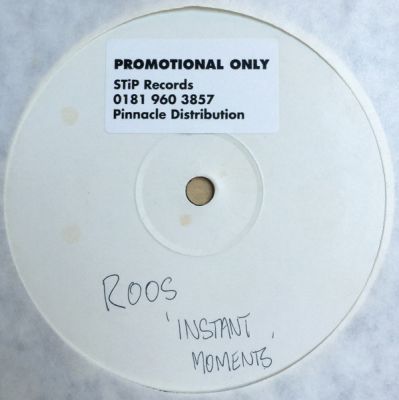 PROMOTIONAL ONLY
STiP Records
0181 960 3857
Pinnacle Distribution
ROOS
'INSTANT
MOMENTS'